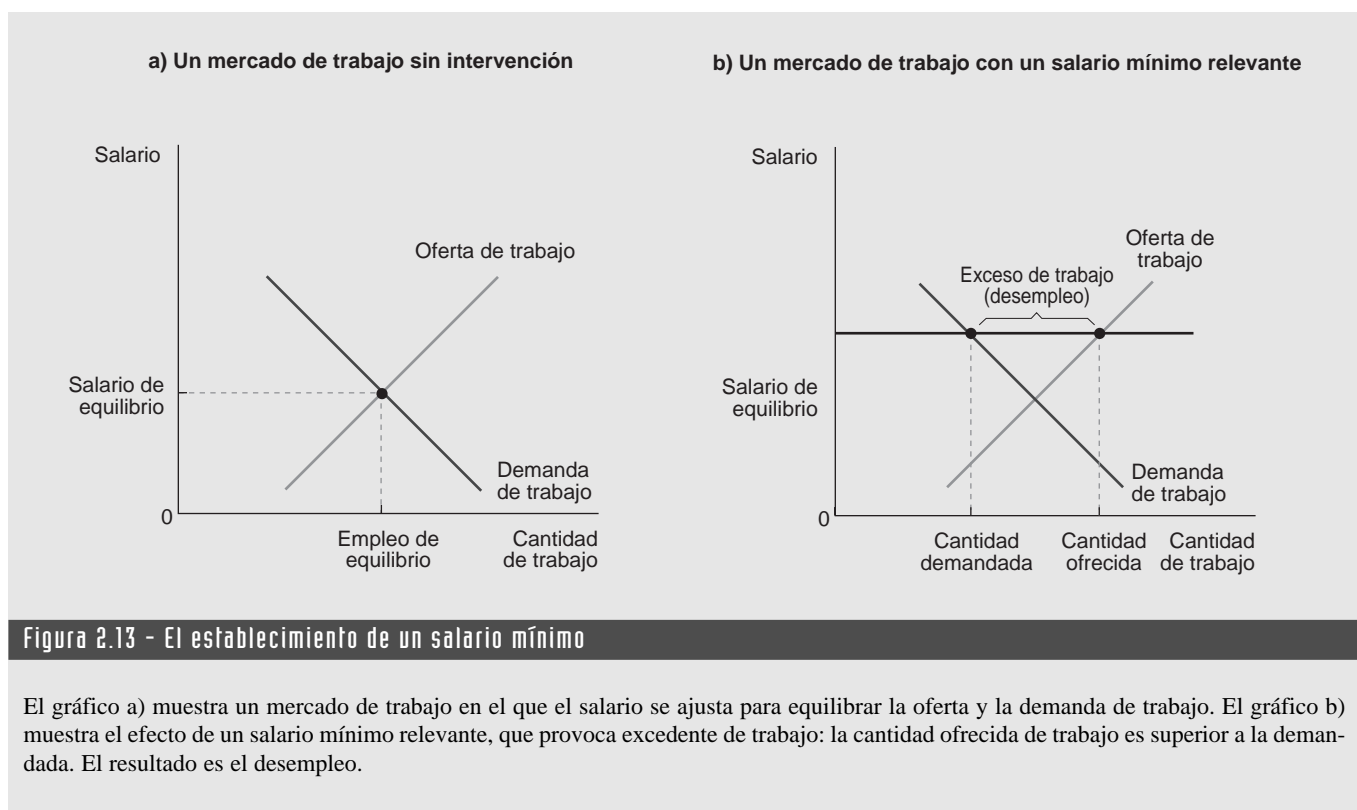 a) Un mercado de trabajo sin intervención
Salario
Oferta de trabajo
Salario de
equilibrio
Demanda
de trabajo
0
Empleo de
equilibrio
Cantidad
de trabajo
b) Un mercado de trabajo con un salario mínimo relevante
Salario
Oferta de
trabajo
Exceso de trabajo
(desempleo)
Salario de
equilibrio
Demanda
de trabajo
0
Cantidad
demandada
Cantidad
ofrecida
Cantidad
de trabajo
Figura 2.13 - El establecimiento de un salario mínimo
El gráfico a) muestra un mercado de trabajo en el que el salario se ajusta para equilibrar la oferta y la demanda de trabajo. El gráfico b)
muestra el efecto de un salario mínimo relevante, que provoca excedente de trabajo: la cantidad ofrecida de trabajo es superior a la deman-
dada. El resultado es el desempleo.